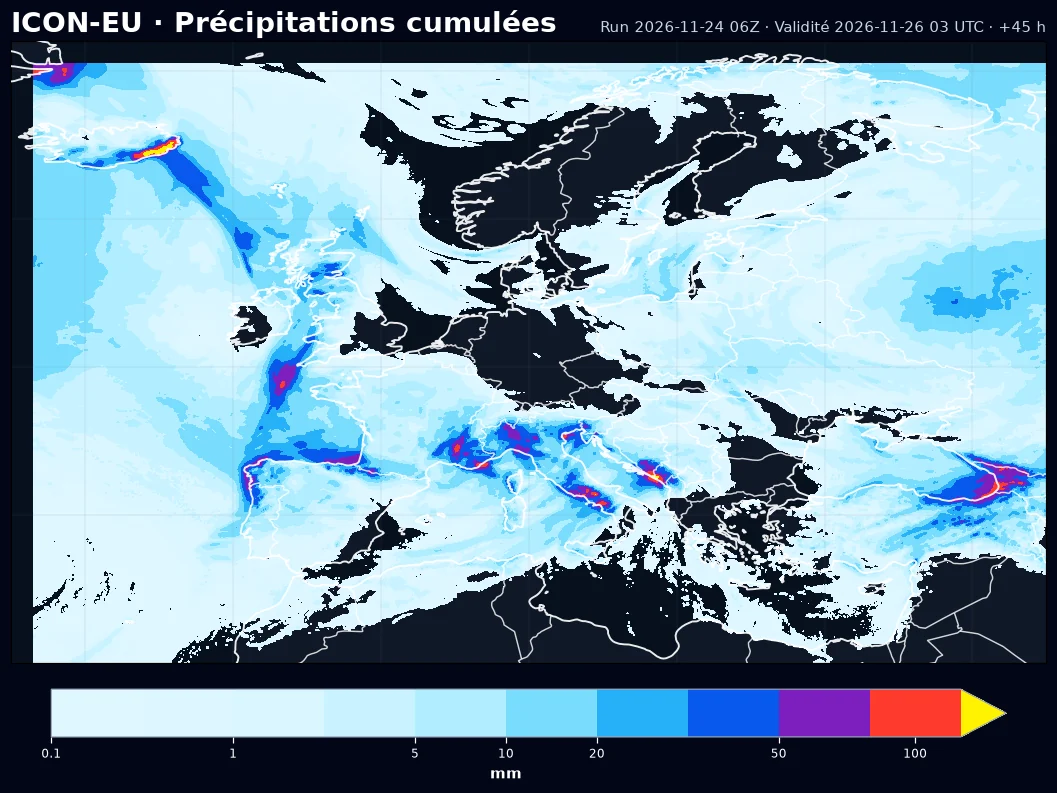 ICON-EU · Précipitations cumulées
Run 2026-11-24 06Z · Validité 2026-11-26 03 UTC · +45 h
0.1 1 5 10 20 50 100
mm